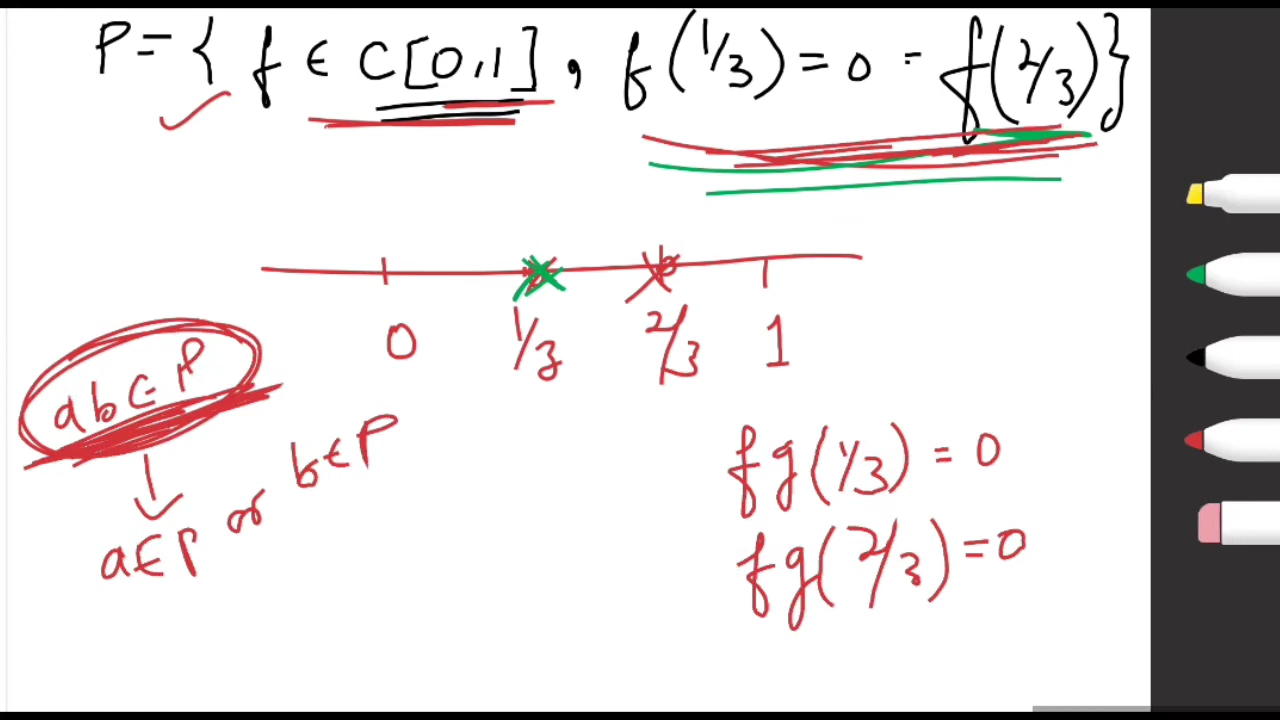 P = { f ∈ C[0,1] , f(1/3) = 0 = f(2/3)}
0 1/3 2/3 1
ab ∈ P
a ∈ P or b ∈ P
fg(1/3) = 0
fg(2/3) = 0